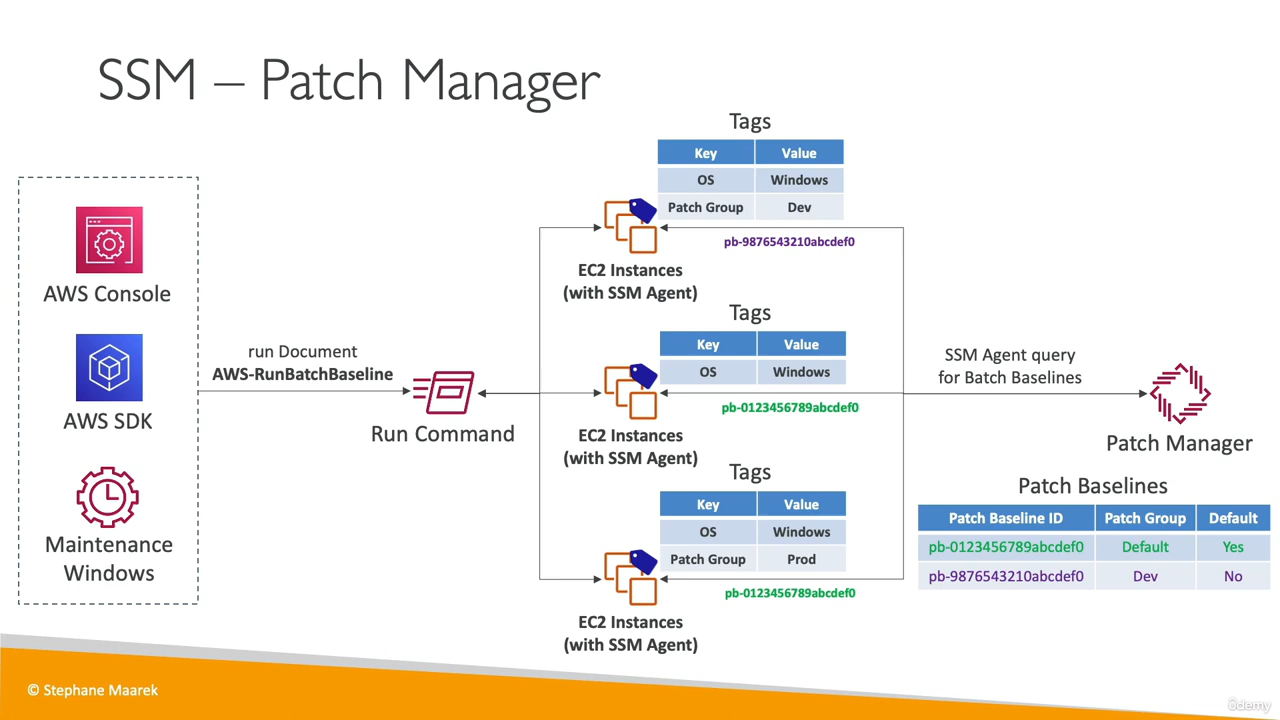 SSM – Patch Manager
AWS Console
AWS SDK
Maintenance
Windows
run Document
AWS-RunBatchBaseline
Run Command
Tags
Key Value
OS Windows
Patch Group Dev
pb-9876543210abcdef0
EC2 Instances
(with SSM Agent)
Tags
Key Value
OS Windows
pb-0123456789abcdef0
EC2 Instances
(with SSM Agent)
Tags
Key Value
OS Windows
Patch Group Prod
pb-0123456789abcdef0
EC2 Instances
(with SSM Agent)
SSM Agent query
for Batch Baselines
Patch Manager
Patch Baselines
Patch Baseline ID Patch Group Default
pb-0123456789abcdef0 Default Yes
pb-9876543210abcdef0 Dev No
© Stephane Maarek
ûdemy